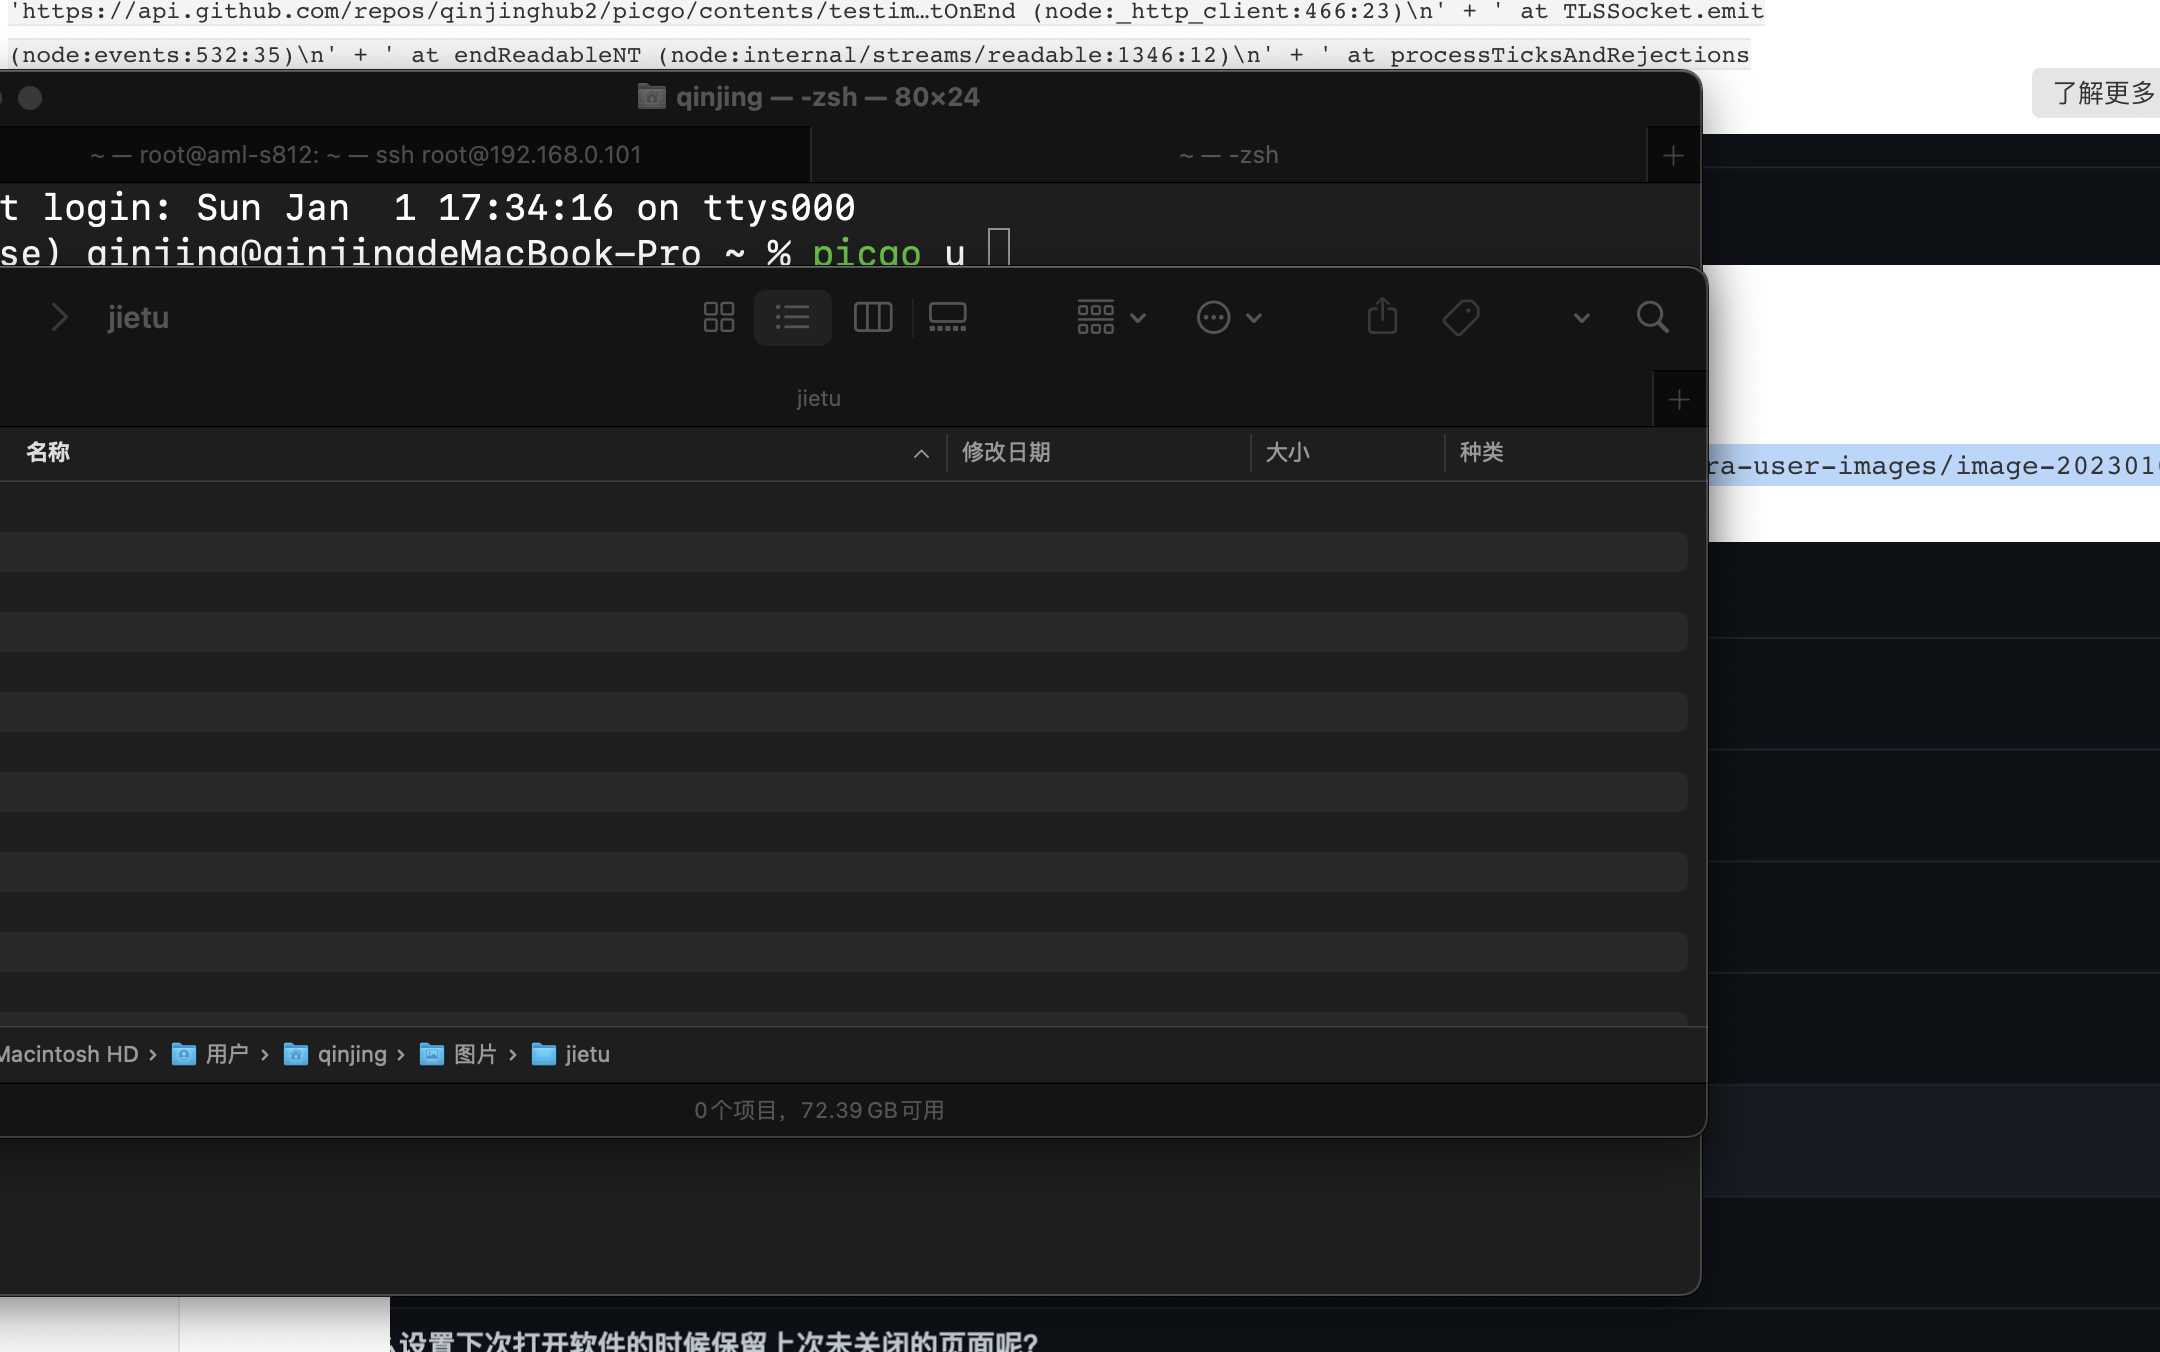 'https://api.github.com/repos/qinjinghub2/picgo/contents/testim…tOnEnd (node:_http_client:466:23)\n' + ' at TLSSocket.emit
(node:events:532:35)\n' + ' at endReadableNT (node:internal/streams/readable:1346:12)\n' + ' at processTicksAndRejections
了解更多
qinjing — -zsh — 80×24
~ — root@aml-s812: ~ — ssh root@192.168.0.101
~ — -zsh
t login: Sun Jan  1 17:34:16 on ttys000
se) qinjing@qinjingdeMacBook-Pro ~ % picgo u
jietu
jietu
名称
修改日期
大小
种类
ra-user-images/image-202301
Macintosh HD › 用户 › qinjing › 图片 › jietu
0个项目，72.39 GB可用
设置下次打开软件的时候保留上次未关闭的页面呢?